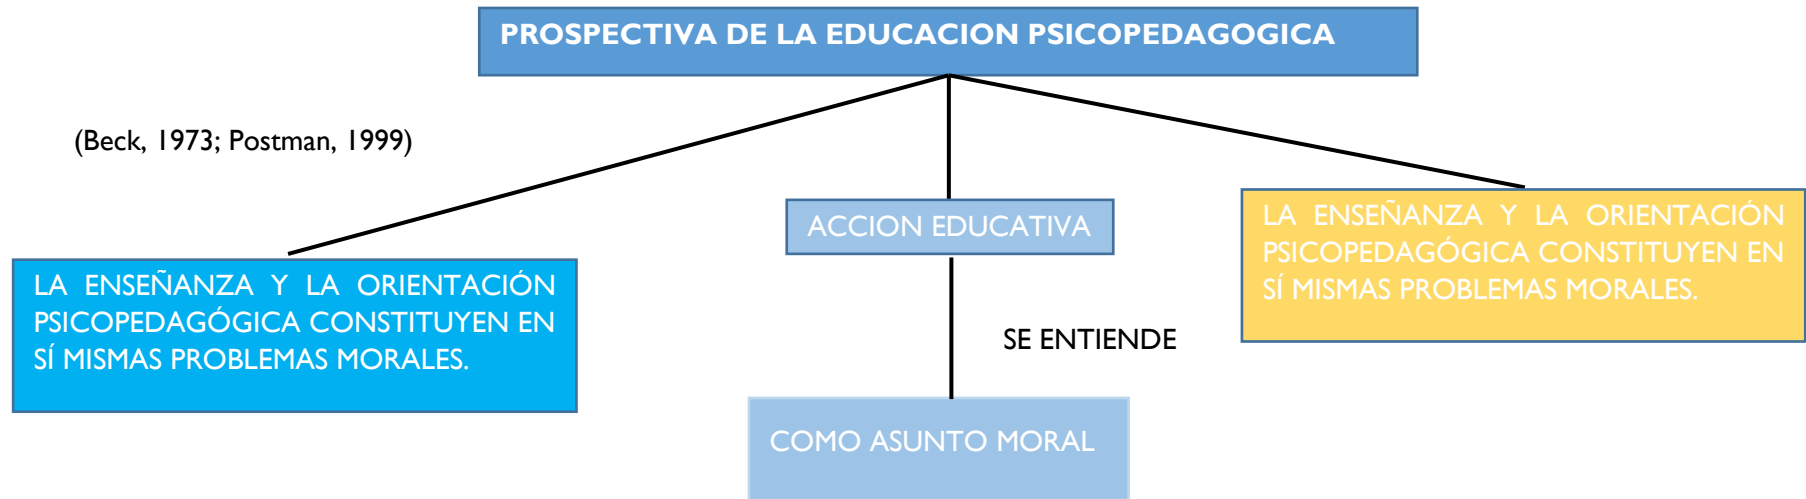 PROSPECTIVA DE LA EDUCACION PSICOPEDAGOGICA
(Beck, 1973; Postman, 1999)
LA ENSEÑANZA Y LA ORIENTACIÓN
PSICOPEDAGÓGICA CONSTITUYEN EN
SÍ MISMAS PROBLEMAS MORALES.
ACCION EDUCATIVA
SE ENTIENDE
COMO ASUNTO MORAL
LA ENSEÑANZA Y LA ORIENTACIÓN
PSICOPEDAGÓGICA CONSTITUYEN EN
SÍ MISMAS PROBLEMAS MORALES.